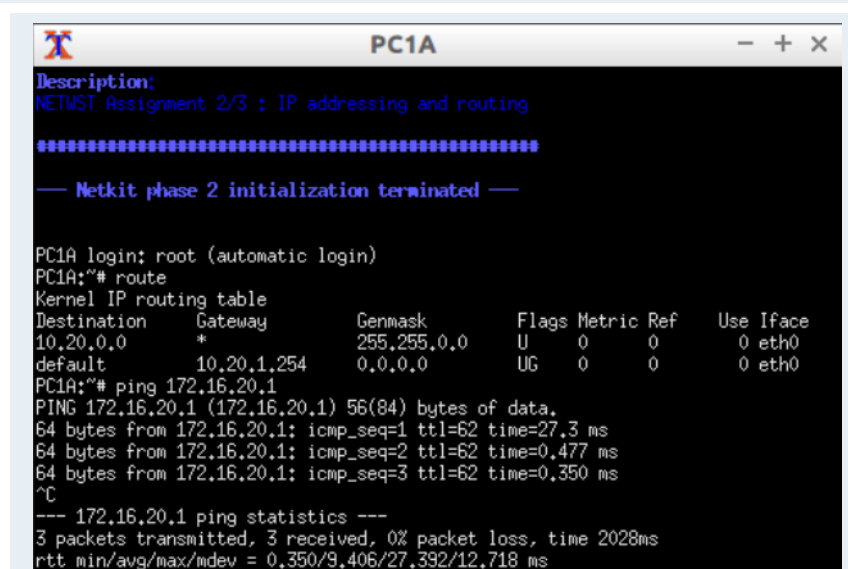 PC1A
Description:
NETWST Assignment 2/3 : IP addressing and routing
##################################################
--- Netkit phase 2 initialization terminated ---
PC1A login: root (automatic login)
PC1A:~# route
Kernel IP routing table
Destination Gateway Genmask Flags Metric Ref Use Iface
10.20.0.0 * 255.255.0.0 U 0 0 0 eth0
default 10.20.1.254 0.0.0.0 UG 0 0 0 eth0
PC1A:~# ping 172.16.20.1
PING 172.16.20.1 (172.16.20.1) 56(84) bytes of data.
64 bytes from 172.16.20.1: icmp_seq=1 ttl=62 time=27.3 ms
64 bytes from 172.16.20.1: icmp_seq=2 ttl=62 time=0.477 ms
64 bytes from 172.16.20.1: icmp_seq=3 ttl=62 time=0.350 ms
^C
--- 172.16.20.1 ping statistics ---
3 packets transmitted, 3 received, 0% packet loss, time 2028ms
rtt min/avg/max/mdev = 0.350/9.406/27.392/12.718 ms